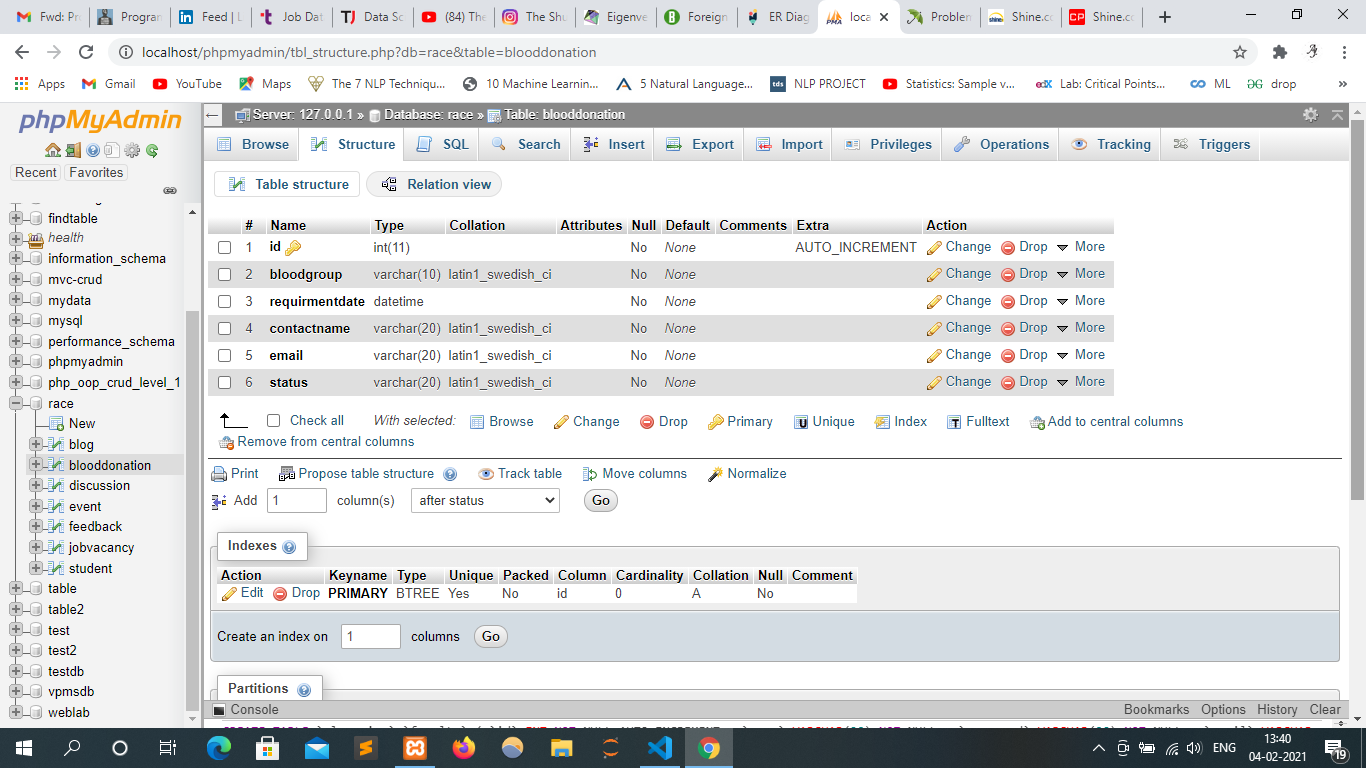 Fwd: Pr
Program
Feed | L
Job Dat
Data Sc
(84) The
The Shu
Eigenve
Foreign
ER Diag
loca
Problen
Shine.co
Shine.co
localhost/phpmyadmin/tbl_structure.php?db=race&table=blooddonation
Apps Gmail YouTube Maps The 7 NLP Techniqu... 10 Machine Learnin... 5 Natural Language... NLP PROJECT Statistics: Sample v... Lab: Critical Points... ML drop »
phpMyAdmin
Recent Favorites
findtable
health
information_schema
mvc-crud
mydata
mysql
performance_schema
phpmyadmin
php_oop_crud_level_1
race
New
blog
blooddonation
discussion
event
feedback
jobvacancy
student
table
table2
test
test2
testdb
vpmsdb
weblab
Server: 127.0.0.1 » Database: race » Table: blooddonation
Browse Structure SQL Search Insert Export Import Privileges Operations Tracking Triggers
Table structure Relation view
# Name Type Collation Attributes Null Default Comments Extra Action
1 id int(11) No None AUTO_INCREMENT Change Drop More
2 bloodgroup varchar(10) latin1_swedish_ci No None Change Drop More
3 requirmentdate datetime No None Change Drop More
4 contactname varchar(20) latin1_swedish_ci No None Change Drop More
5 email varchar(20) latin1_swedish_ci No None Change Drop More
6 status varchar(20) latin1_swedish_ci No None Change Drop More
Check all With selected: Browse Change Drop Primary Unique Index Fulltext Add to central columns
Remove from central columns
Print Propose table structure Track table Move columns Normalize
Add 1 column(s) after status Go
Indexes
Action Keyname Type Unique Packed Column Cardinality Collation Null Comment
Edit Drop PRIMARY BTREE Yes No id 0 A No
Create an index on 1 columns Go
Partitions
Console Bookmarks Options History Clear
ENG
13:40
04-02-2021
19